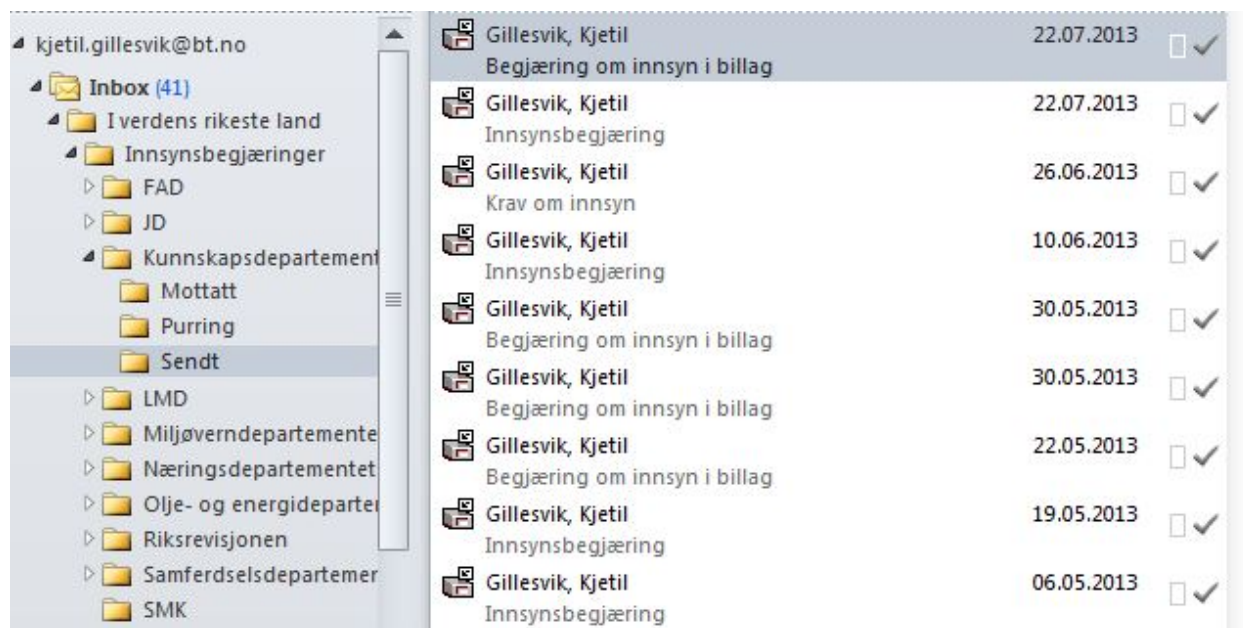 kjetil.gillesvik@bt.no
Inbox (41)
I verdens rikeste land
Innsynsbegjæringer
FAD
JD
Kunnskapsdepartement
Mottatt
Purring
Sendt
LMD
Miljøverndepartemente
Næringsdepartementet
Olje- og energideparter
Riksrevisjonen
Samferdselsdepartemer
SMK
Gillesvik, Kjetil 22.07.2013
Begjæring om innsyn i billag
Gillesvik, Kjetil 22.07.2013
Innsynsbegjæring
Gillesvik, Kjetil 26.06.2013
Krav om innsyn
Gillesvik, Kjetil 10.06.2013
Innsynsbegjæring
Gillesvik, Kjetil 30.05.2013
Begjæring om innsyn i billag
Gillesvik, Kjetil 30.05.2013
Begjæring om innsyn i billag
Gillesvik, Kjetil 22.05.2013
Begjæring om innsyn i billag
Gillesvik, Kjetil 19.05.2013
Innsynsbegjæring
Gillesvik, Kjetil 06.05.2013
Innsynsbegjæring